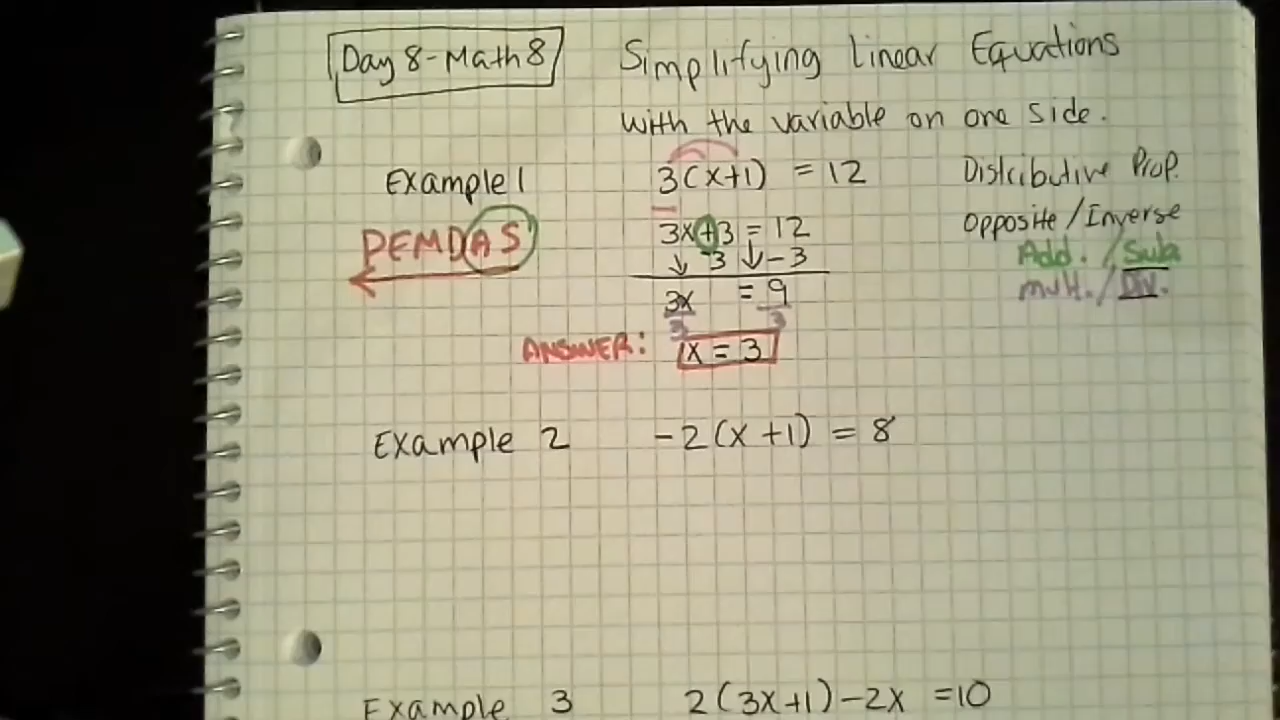 Day 8 - Math 8
Simplifying Linear Equations
with the variable on one side.
Example 1
3(x+1) = 12
Distributive Prop.
PEMDAS
3x+3 = 12
Opposite/Inverse
-3 -3
Add. / Sub.
3x = 9
mult. / Div.
3 3
ANSWER: x = 3
Example 2 -2(x+1) = 8
Example 3 2(3x+1)-2x =10